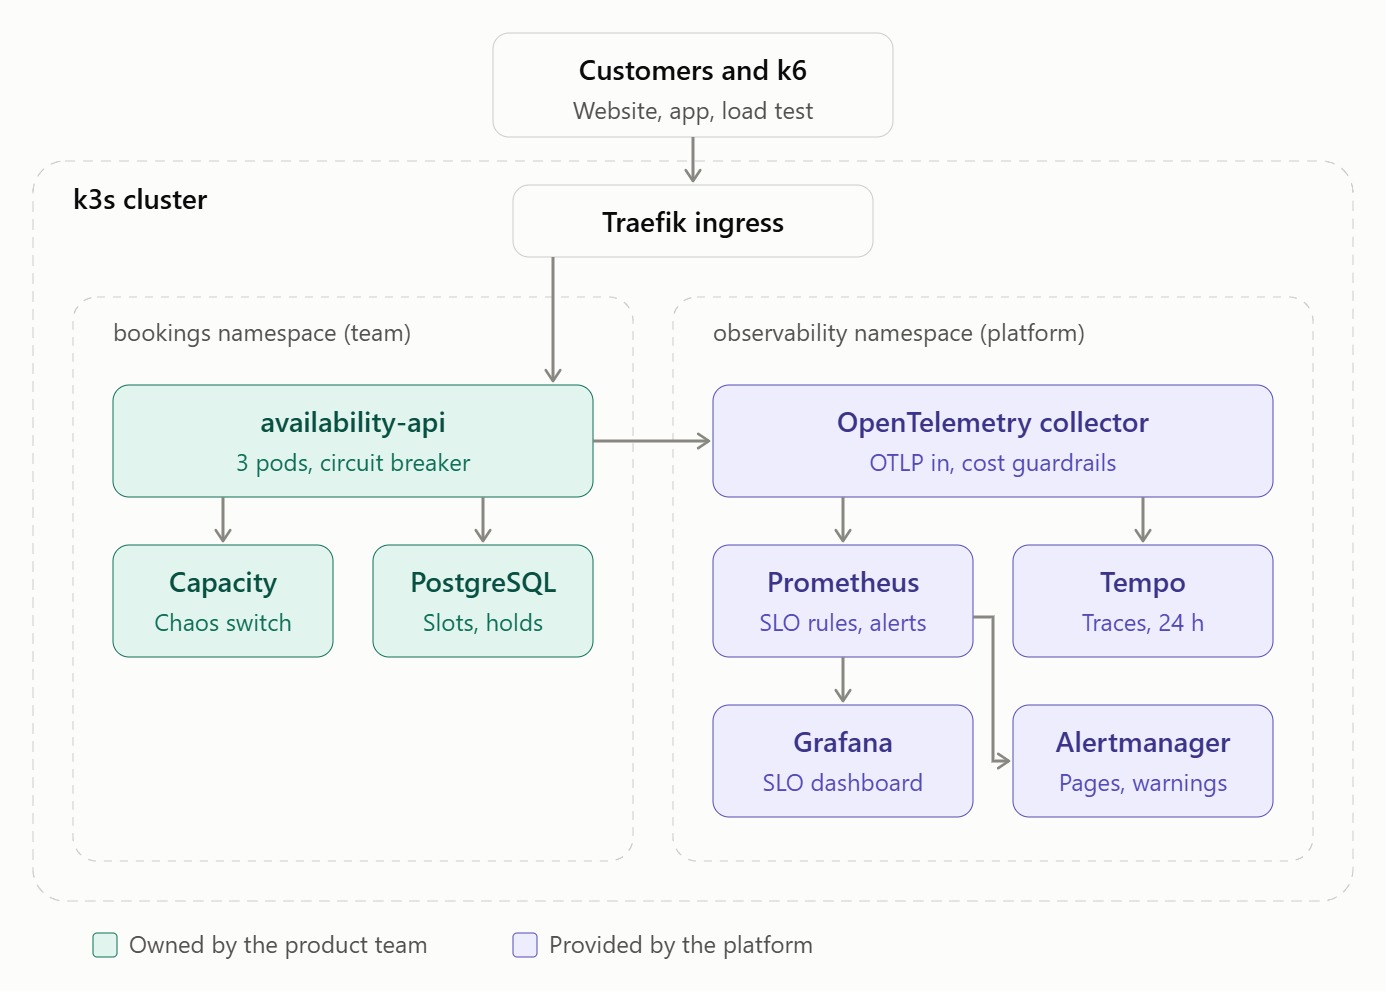 Customers and k6
Website, app, load test
k3s cluster
Traefik ingress
bookings namespace (team)
observability namespace (platform)
availability-api
3 pods, circuit breaker
OpenTelemetry collector
OTLP in, cost guardrails
Capacity
Chaos switch
PostgreSQL
Slots, holds
Prometheus
SLO rules, alerts
Tempo
Traces, 24 h
Grafana
SLO dashboard
Alertmanager
Pages, warnings
Owned by the product team
Provided by the platform